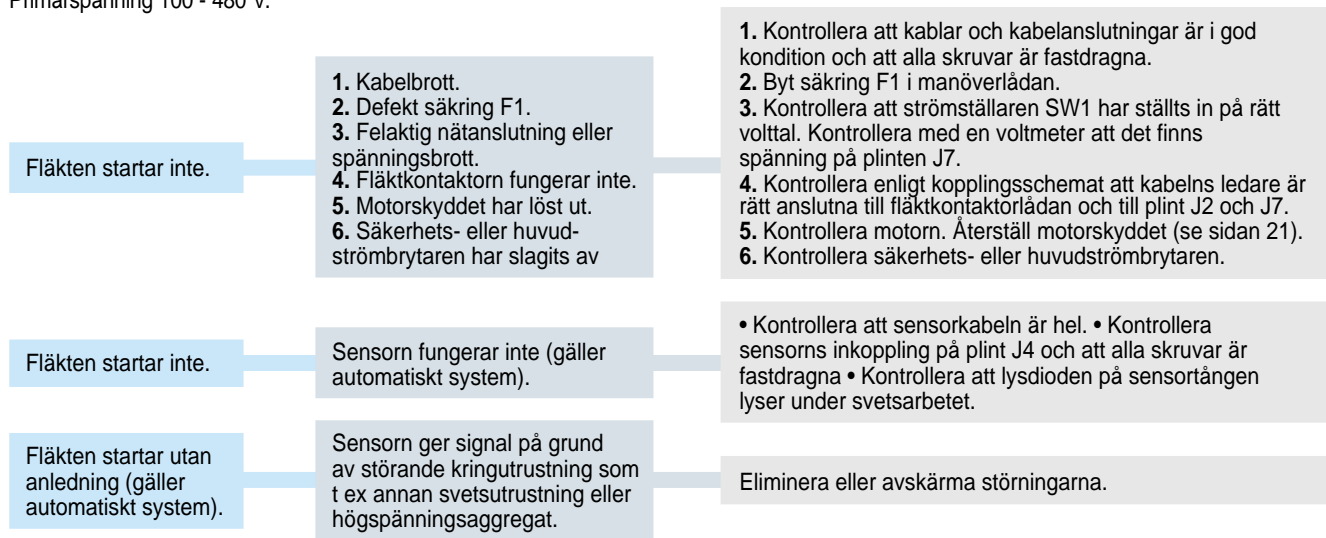 Primärspänning 100 - 480 V.
Fläkten startar inte.
1. Kabelbrott.
2. Defekt säkring F1.
3. Felaktig nätanslutning eller
spänningsbrott.
4. Fläktkontaktorn fungerar inte.
5. Motorskyddet har löst ut.
6. Säkerhets- eller huvud-
strömbrytaren har slagits av
1. Kontrollera att kablar och kabelanslutningar är i god
kondition och att alla skruvar är fastdragna.
2. Byt säkring F1 i manöverlådan.
3. Kontrollera att strömställaren SW1 har ställts in på rätt
volttal. Kontrollera med en voltmeter att det finns
spänning på plinten J7.
4. Kontrollera enligt kopplingsschemat att kabelns ledare är
rätt anslutna till fläktkontaktorlådan och till plint J2 och J7.
5. Kontrollera motorn. Återställ motorskyddet (se sidan 21).
6. Kontrollera säkerhets- eller huvudströmbrytaren.
Fläkten startar inte.
Sensorn fungerar inte (gäller
automatiskt system).
• Kontrollera att sensorkabeln är hel. • Kontrollera
sensorns inkoppling på plint J4 och att alla skruvar är
fastdragna • Kontrollera att lysdioden på sensortången
lyser under svetsarbetet.
Fläkten startar utan
anledning (gäller
automatiskt system).
Sensorn ger signal på grund
av störande kringutrustning som
t ex annan svetsutrustning eller
högspänningsaggregat.
Eliminera eller avskärma störningarna.